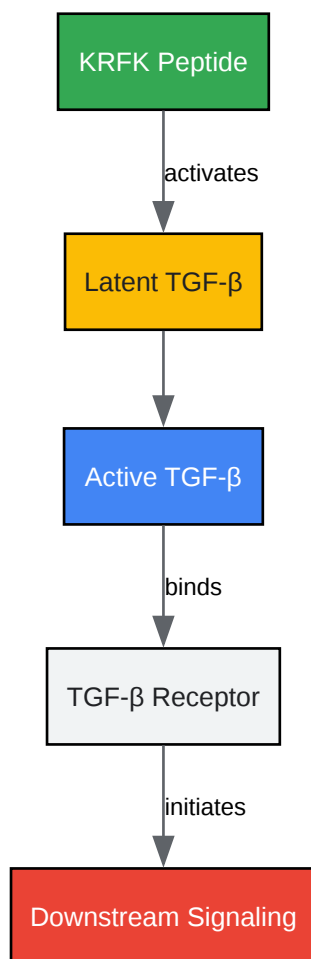 KRFK Peptide
activates
Latent TGF-β
Active TGF-β
binds
TGF-β Receptor
initiates
Downstream Signaling